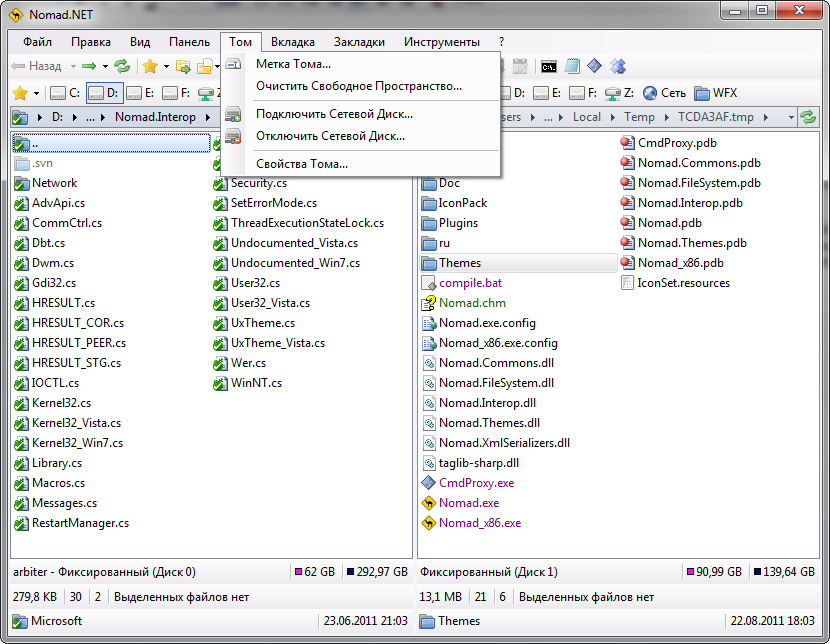 Nomad.NET
Файл Правка Вид Панель Том Вкладка Закладки Инструменты ?
Назад
Метка Тома...
Очистить Свободное Пространство...
Подключить Сетевой Диск...
Отключить Сетевой Диск...
Свойства Тома...
C: D: E: F: D: E: F: Z: Сеть WFX
D: ... Nomad.Interop
... Local Temp TCDA3AF.tmp
..
.svn
Network
AdvApi.cs
CommCtrl.cs
Dbt.cs
Dwm.cs
Gdi32.cs
HRESULT.cs
HRESULT_COR.cs
HRESULT_PEER.cs
HRESULT_STG.cs
IOCTL.cs
Kernel32.cs
Kernel32_Vista.cs
Kernel32_Win7.cs
Library.cs
Macros.cs
Messages.cs
RestartManager.cs
Security.cs
SetErrorMode.cs
ThreadExecutionStateLock.cs
Undocumented_Vista.cs
Undocumented_Win7.cs
User32.cs
User32_Vista.cs
UxTheme.cs
UxTheme_Vista.cs
Wer.cs
WinNT.cs
Doc
IconPack
Plugins
ru
Themes
compile.bat
Nomad.chm
Nomad.exe.config
Nomad_x86.exe.config
Nomad.Commons.dll
Nomad.FileSystem.dll
Nomad.Interop.dll
Nomad.Themes.dll
Nomad.XmlSerializers.dll
taglib-sharp.dll
CmdProxy.exe
Nomad.exe
Nomad_x86.exe
CmdProxy.pdb
Nomad.Commons.pdb
Nomad.FileSystem.pdb
Nomad.Interop.pdb
Nomad.pdb
Nomad.Themes.pdb
Nomad_x86.pdb
IconSet.resources
arbiter - Фиксированный (Диск 0) 62 GB 292,97 GB
Фиксированный (Диск 1) 90,99 GB 139,64 GB
279,8 KB 30 2 Выделенных файлов нет
13,1 MB 21 6 Выделенных файлов нет
Microsoft 23.06.2011 21:03
Themes 22.08.2011 18:03